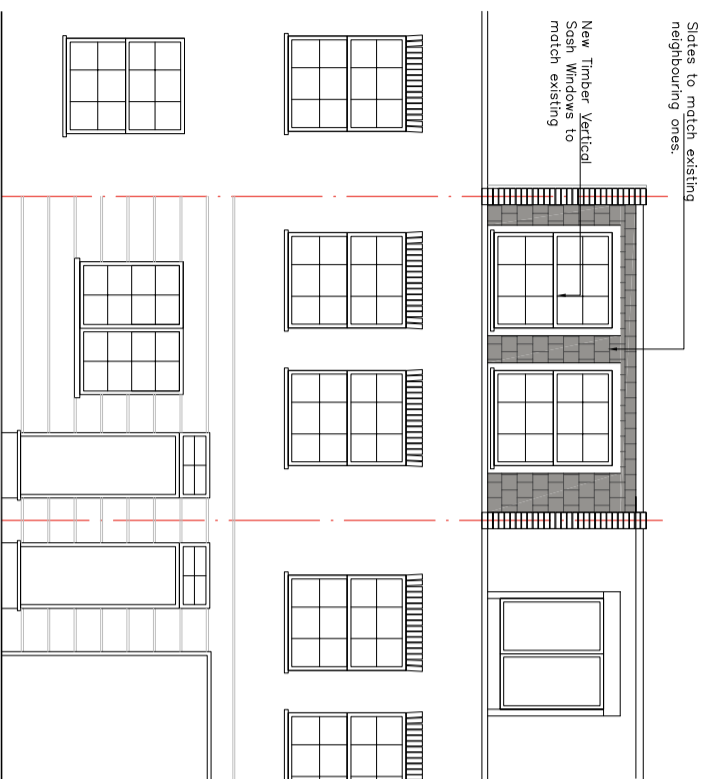 Slates to match existing
neighbouring ones.
New Timber Vertical
Sash Windows to
match existing